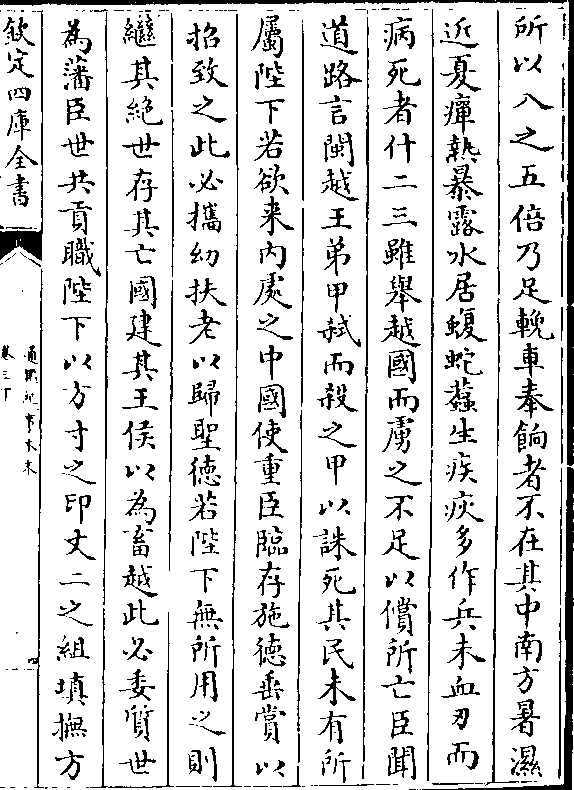 所以入之五倍乃足輓車奉餉者不在其中南方暑濕
近夏癉熱暴露水居蝮蛇蠚生疾疢多作兵未血刃而
病死者什二三雖舉越國而虜之不足以償所亡臣聞
道路言閩越王弟甲弑而殺之甲以誅死其民未有所
屬陛下若欲来内處之中國使重臣臨存施徳垂賞以
招致之此必攜幼扶老以歸聖徳若陛下無所用之則
繼其絶世存其亡國建其王侯以為畜越此必委質世
為藩臣世共貢職陛下以方寸之印丈二之組填撫方
欽定四庫全書
通鑑紀事本末
卷三下
四